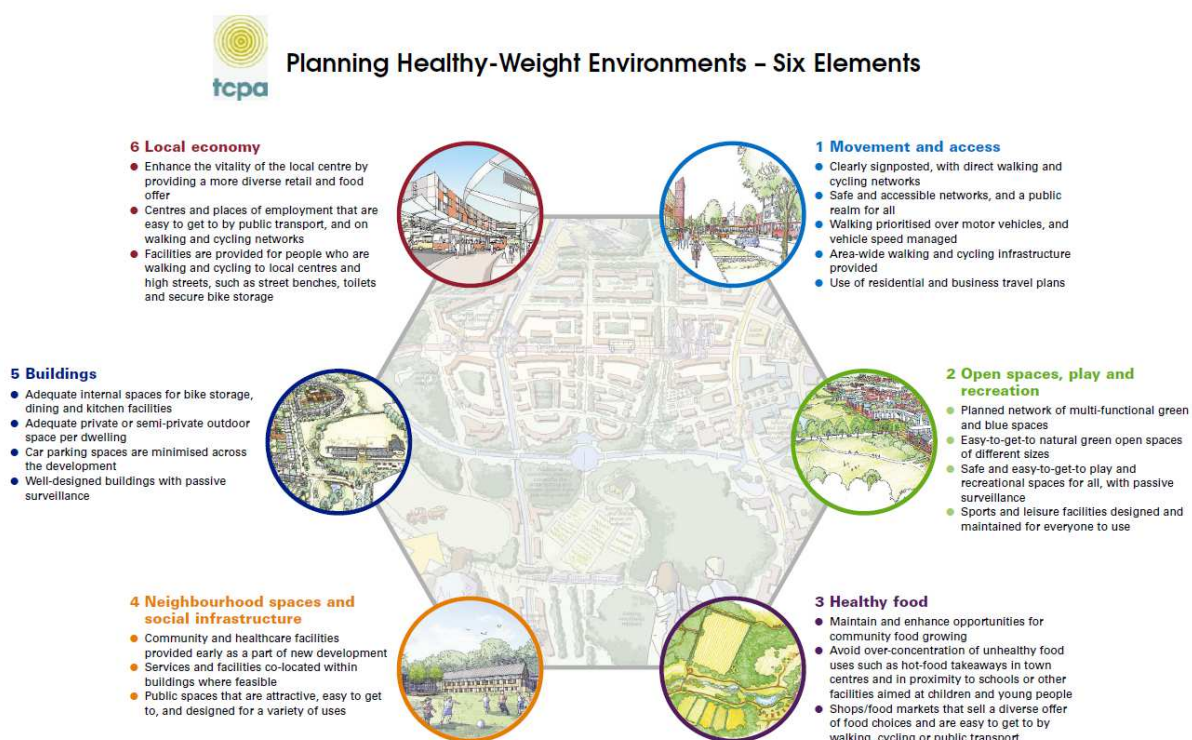 tcpa
Planning Healthy-Weight Environments – Six Elements
6 Local economy
● Enhance the vitality of the local centre by
providing a more diverse retail and food
offer
● Centres and places of employment that are
easy to get to by public transport, and on
walking and cycling networks
● Facilities are provided for people who are
walking and cycling to local centres and
high streets, such as street benches, toilets
and secure bike storage
1 Movement and access
● Clearly signposted, with direct walking and
cycling networks
● Safe and accessible networks, and a public
realm for all
● Walking prioritised over motor vehicles, and
vehicle speed managed
● Area-wide walking and cycling infrastructure
provided
● Use of residential and business travel plans
5 Buildings
● Adequate internal spaces for bike storage,
dining and kitchen facilities
● Adequate private or semi-private outdoor
space per dwelling
● Car parking spaces are minimised across
the development
● Well-designed buildings with passive
surveillance
2 Open spaces, play and
recreation
● Planned network of multi-functional green
and blue spaces
● Easy-to-get-to natural green open spaces
of different sizes
● Safe and easy-to-get-to play and
recreational spaces for all, with passive
surveillance
● Sports and leisure facilities designed and
maintained for everyone to use
4 Neighbourhood spaces and
social infrastructure
● Community and healthcare facilities
provided early as a part of new development
● Services and facilities co-located within
buildings where feasible
● Public spaces that are attractive, easy to get
to, and designed for a variety of uses
3 Healthy food
● Maintain and enhance opportunities for
community food growing
● Avoid over-concentration of unhealthy food
uses such as hot-food takeaways in town
centres and in proximity to schools or other
facilities aimed at children and young people
● Shops/food markets that sell a diverse offer
of food choices and are easy to get to by
walking, cycling or public transport